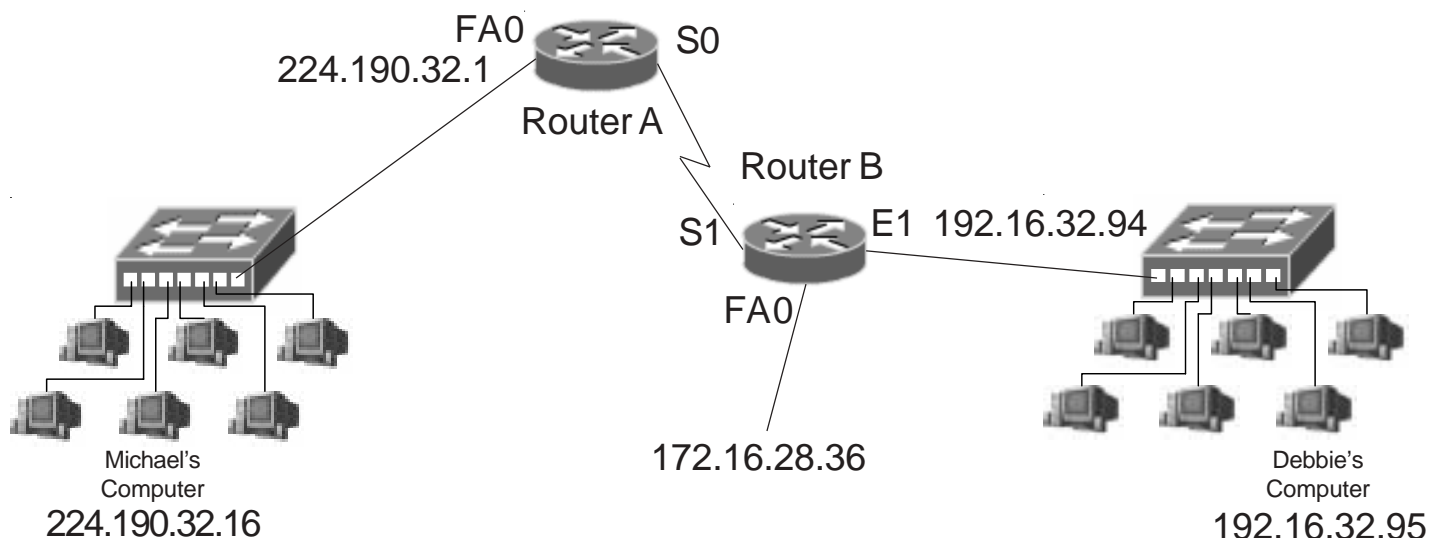 FA0
S0
224.190.32.1
Router A
Router B
S1
E1 192.16.32.94
FA0
172.16.28.36
Michael's
Computer
224.190.32.16
Debbie's
Computer
192.16.32.95